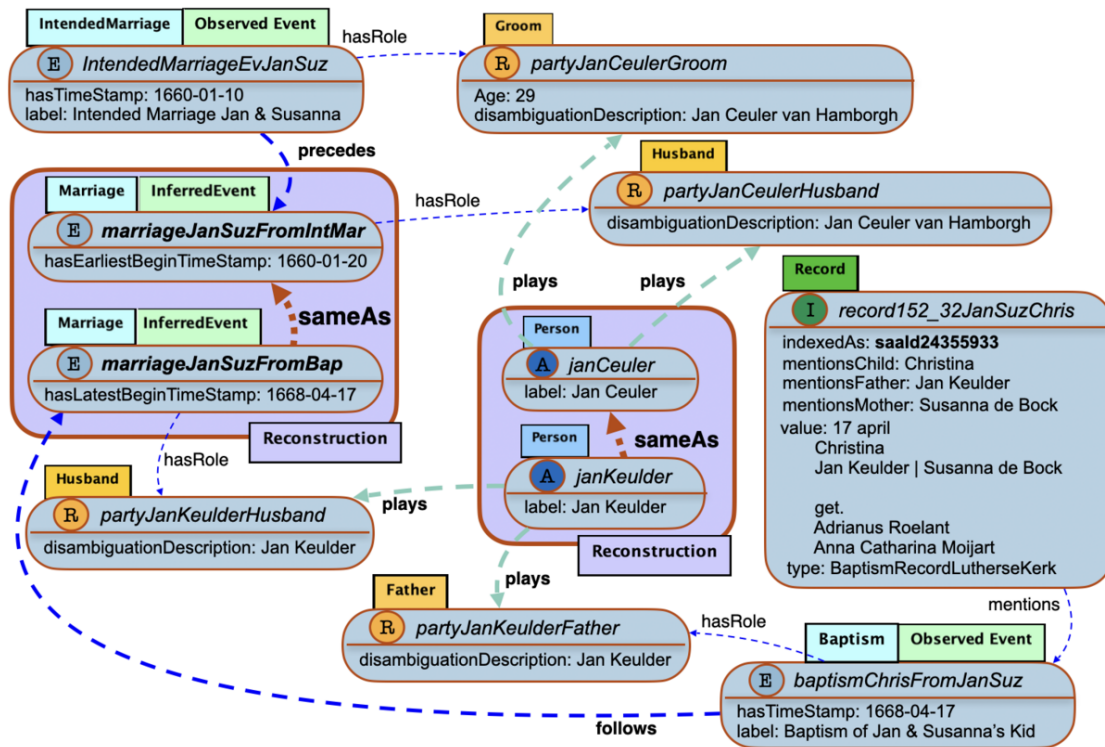 IntendedMarriage
Observed Event
E IntendedMarriageEvJanSuz
hasTimeStamp: 1660-01-10
label: Intended Marriage Jan & Susanna
hasRole
Groom
R partyJanCeulerGroom
Age: 29
disambiguationDescription: Jan Ceuler van Hamborgh
precedes
Marriage
InferredEvent
E marriageJanSuzFromIntMar
hasEarliestBeginTimeStamp: 1660-01-20
hasRole
Husband
R partyJanCeulerHusband
disambiguationDescription: Jan Ceuler van Hamborgh
sameAs
Marriage
InferredEvent
E marriageJanSuzFromBap
hasLatestBeginTimeStamp: 1668-04-17
Reconstruction
plays
plays
Person
A janCeuler
label: Jan Ceuler
sameAs
Person
A janKeulder
label: Jan Keulder
Reconstruction
Record
I record152_32JanSuzChris
indexedAs: saaId24355933
mentionsChild: Christina
mentionsFather: Jan Keulder
mentionsMother: Susanna de Bock
value: 17 april
Christina
Jan Keulder | Susanna de Bock
get.
Adrianus Roelant
Anna Catharina Moijart
type: BaptismRecordLutherseKerk
hasRole
Husband
R partyJanKeulderHusband
disambiguationDescription: Jan Keulder
plays
plays
Father
R partyJanKeulderFather
disambiguationDescription: Jan Keulder
hasRole
mentions
Baptism
Observed Event
E baptismChrisFromJanSuz
hasTimeStamp: 1668-04-17
label: Baptism of Jan & Susanna's Kid
follows